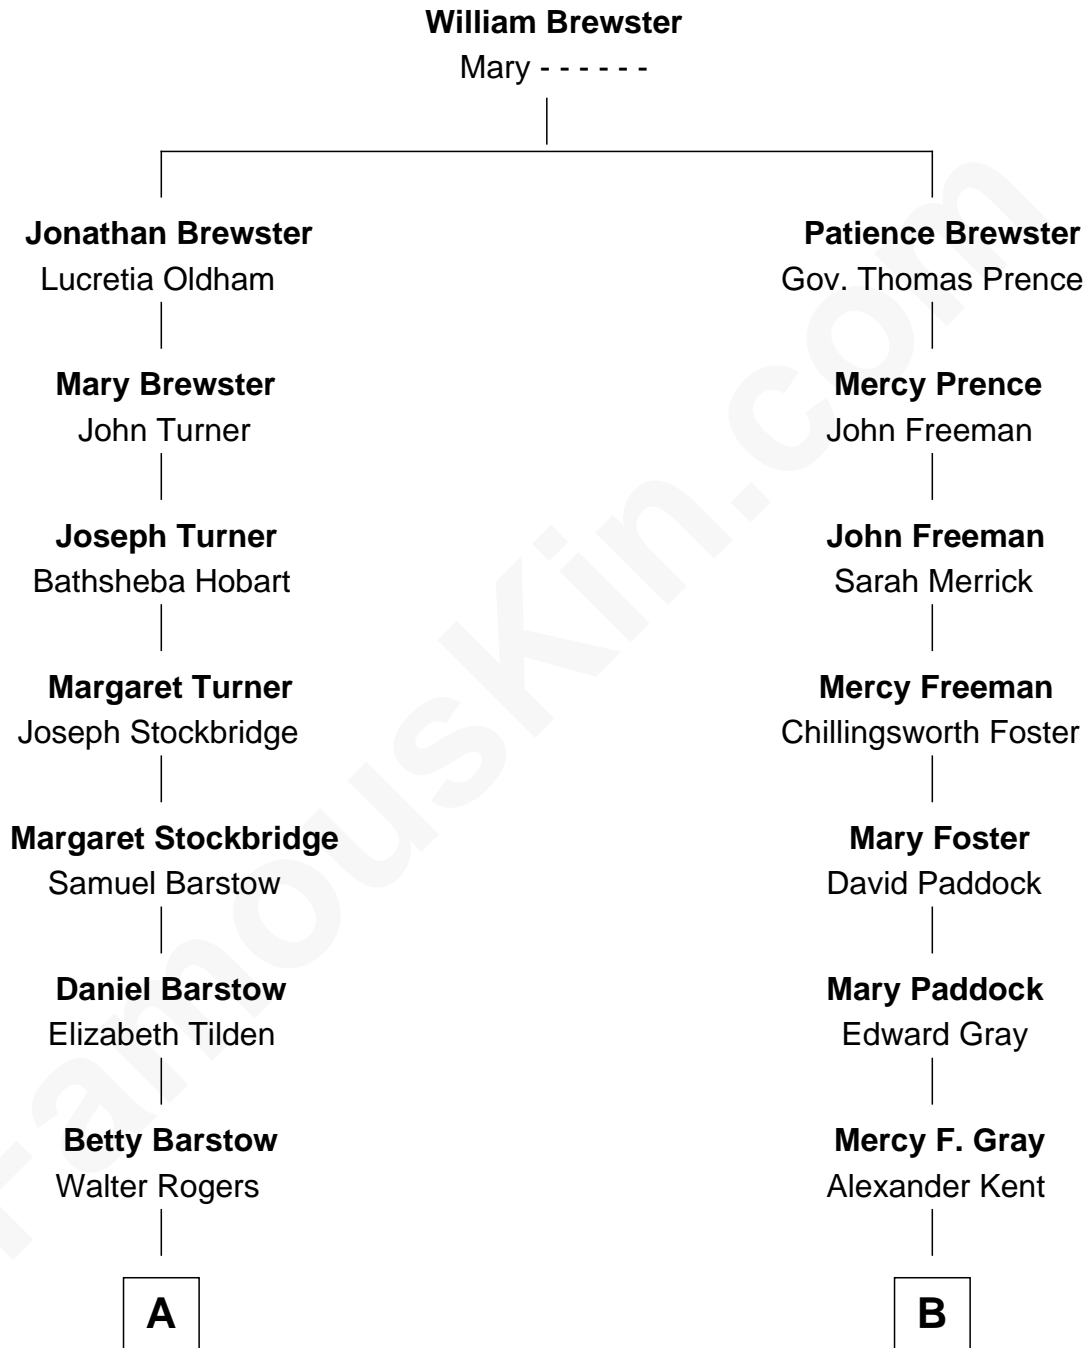 William Brewster
Mary - - - - - -
Jonathan Brewster
Lucretia Oldham
Patience Brewster
Gov. Thomas Prence
Mary Brewster
John Turner
Mercy Prence
John Freeman
Joseph Turner
Bathsheba Hobart
John Freeman
Sarah Merrick
Margaret Turner
Joseph Stockbridge
Mercy Freeman
Chillingsworth Foster
Margaret Stockbridge
Samuel Barstow
Mary Foster
David Paddock
Daniel Barstow
Elizabeth Tilden
Mary Paddock
Edward Gray
Betty Barstow
Walter Rogers
Mercy F. Gray
Alexander Kent
A
B
FamousKin.com